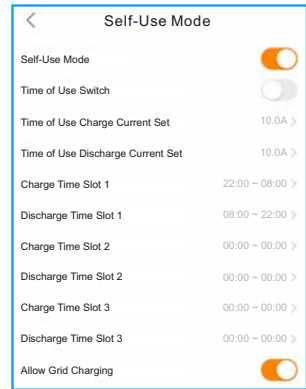 Self-Use Mode
Self-Use Mode
Time of Use Switch
Time of Use Charge Current Set 10.0A >
Time of Use Discharge Current Set 10.0A >
Charge Time Slot 1 22:00 ~ 08:00 >
Discharge Time Slot 1 08:00 ~ 22:00 >
Charge Time Slot 2 00:00 ~ 00:00 >
Discharge Time Slot 2 00:00 ~ 00:00 >
Charge Time Slot 3 00:00 ~ 00:00 >
Discharge Time Slot 3 00:00 ~ 00:00 >
Allow Grid Charging